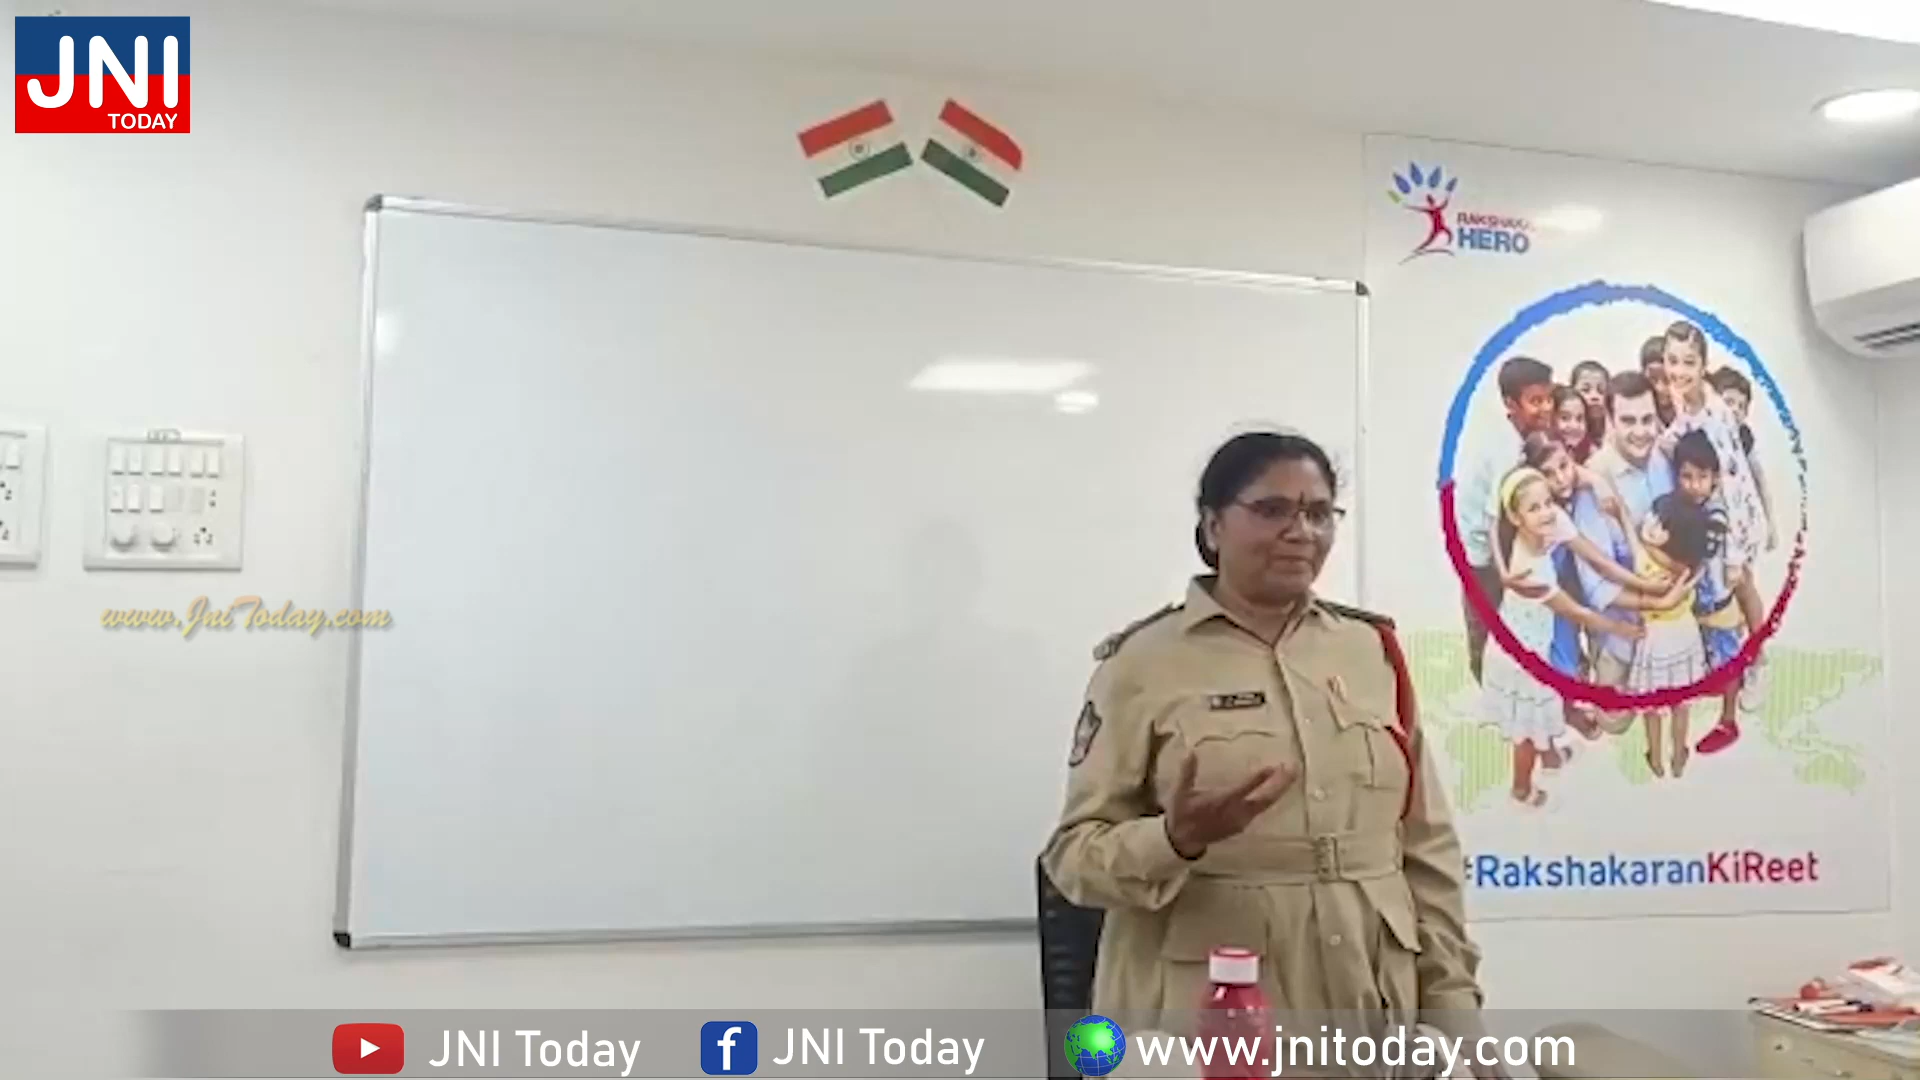 JNI
TODAY
HERO
www.JniToday.com
#RakshakaranKiReet
JNI Today
JNI Today
www.jnitoday.com